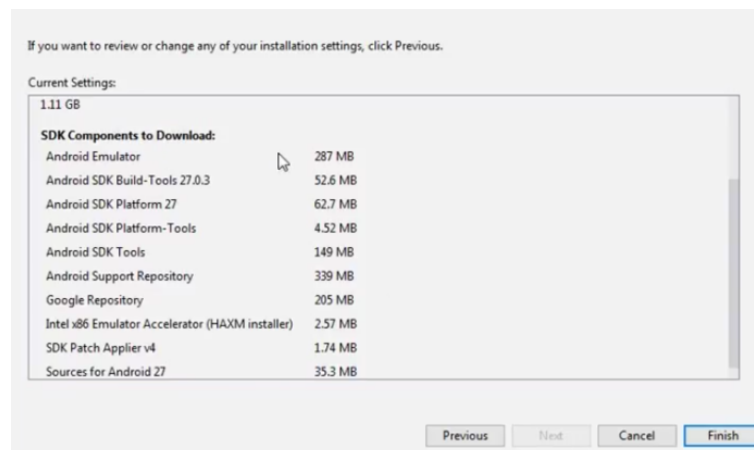 If you want to review or change any of your installation settings, click Previous.
Current Settings:
1.11 GB
SDK Components to Download:
Android Emulator 287 MB
Android SDK Build-Tools 27.0.3 52.6 MB
Android SDK Platform 27 62.7 MB
Android SDK Platform-Tools 4.52 MB
Android SDK Tools 149 MB
Android Support Repository 339 MB
Google Repository 205 MB
Intel x86 Emulator Accelerator (HAXM installer) 2.57 MB
SDK Patch Applier v4 1.74 MB
Sources for Android 27 35.3 MB
Previous Next Cancel Finish